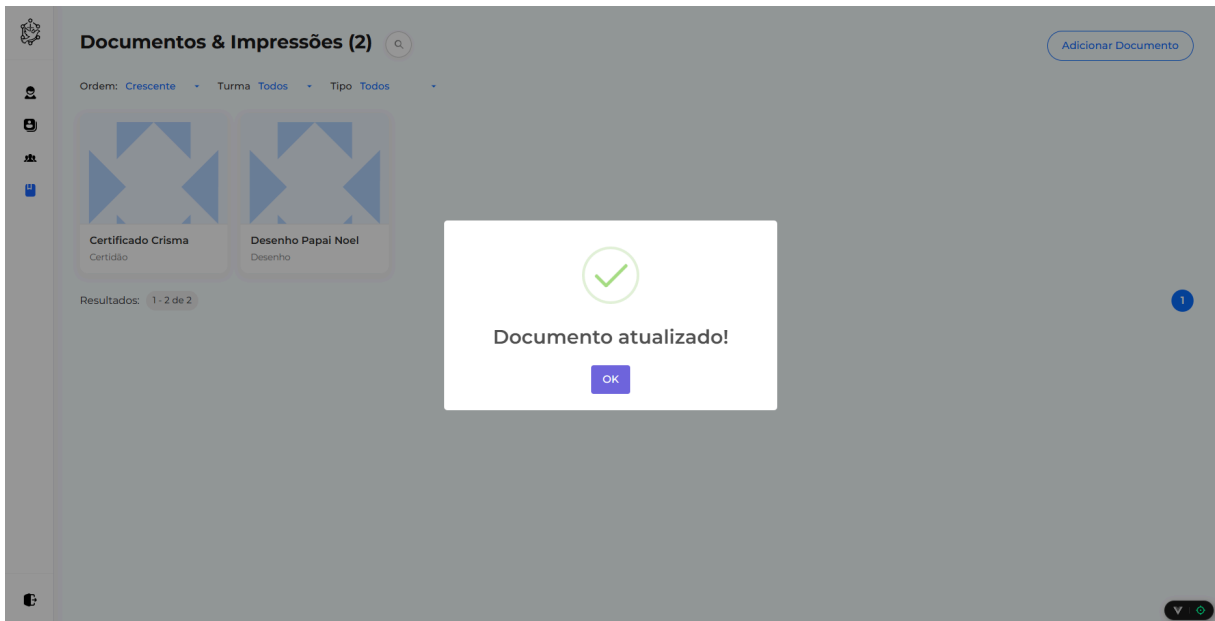 Documentos & Impressões (2)
Adicionar Documento
Ordem: Crescente Turma Todos Tipo Todos
Certificado Crisma
Certidão
Desenho Papai Noel
Desenho
Resultados: 1 - 2 de 2
1
Documento atualizado!
OK